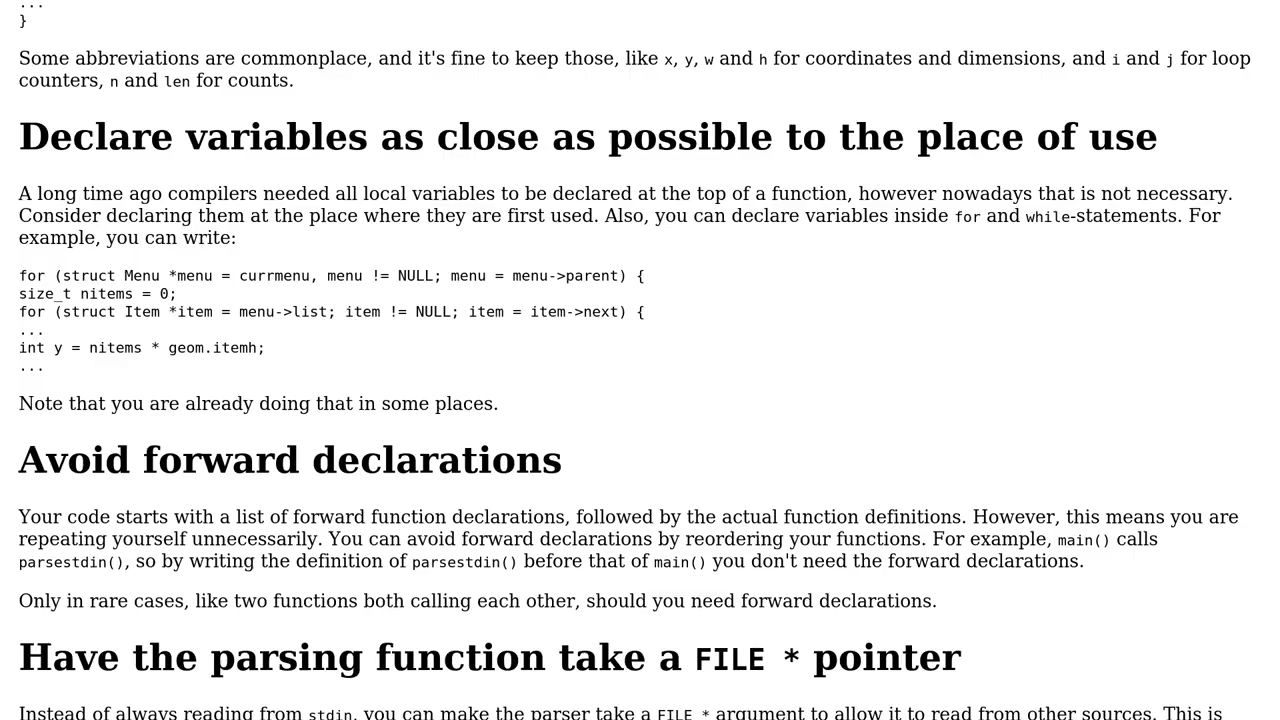 ...
}
Some abbreviations are commonplace, and it's fine to keep those, like x, y, w and h for coordinates and dimensions, and i and j for loop
counters, n and len for counts.
Declare variables as close as possible to the place of use
A long time ago compilers needed all local variables to be declared at the top of a function, however nowadays that is not necessary.
Consider declaring them at the place where they are first used. Also, you can declare variables inside for and while-statements. For
example, you can write:
for (struct Menu *menu = currmenu, menu != NULL; menu = menu->parent) {
size_t nitems = 0;
for (struct Item *item = menu->list; item != NULL; item = item->next) {
...
int y = nitems * geom.itemh;
...
Note that you are already doing that in some places.
Avoid forward declarations
Your code starts with a list of forward function declarations, followed by the actual function definitions. However, this means you are
repeating yourself unnecessarily. You can avoid forward declarations by reordering your functions. For example, main() calls
parsestdin(), so by writing the definition of parsestdin() before that of main() you don't need the forward declarations.
Only in rare cases, like two functions both calling each other, should you need forward declarations.
Have the parsing function take a FILE * pointer
Instead of always reading from stdin, you can make the parser take a FILE * argument to allow it to read from other sources. This is